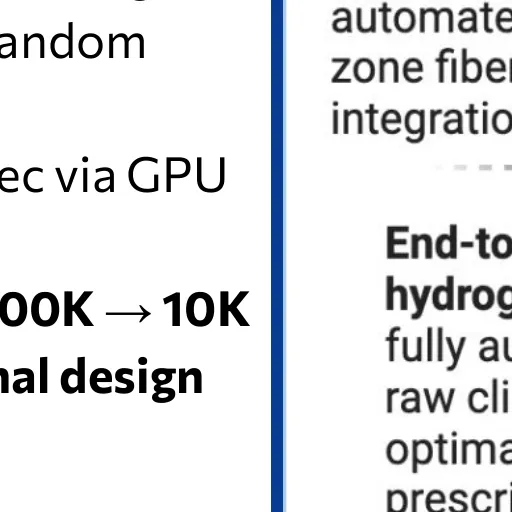 andom
ec via GPU
00K → 10K
nal design
automate
zone fiber
integratio
End-to
hydrog
fully au
raw cli
optima
prescri